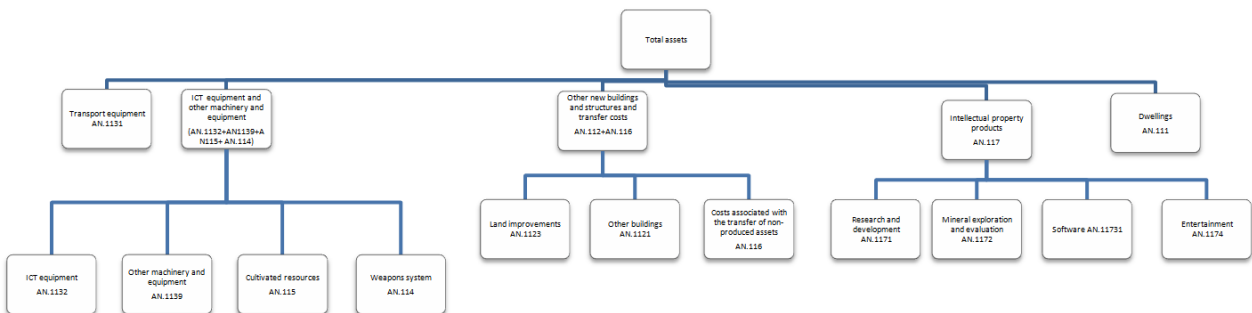 Total assets
Transport equipment
AN.1131
ICT equipment and
other machinery and
equipment
(AN.1132+AN1139+A
N115+ AN.114)
Other new buildings
and structures and
transfer costs
AN.112+AN.116
Intellectual property
products
AN.117
Dwellings
AN.111
ICT equipment
AN.1132
Other machinery and
equipment
AN.1139
Cultivated resources
AN.115
Weapons system
AN.114
Land improvements
AN.1123
Other buildings
AN.1121
Costs associated with
the transfer of non-
produced assets
AN.116
Research and
development
AN.1171
Mineral exploration
and evaluation
AN.1172
Software AN.11731
Entertainment
AN.1174